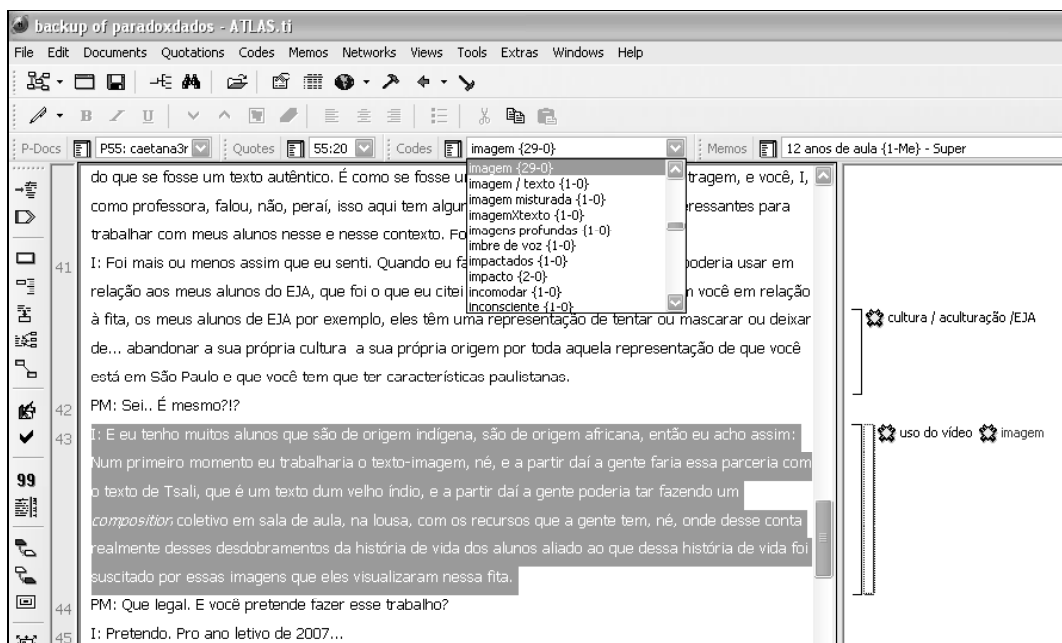 backup of paradoxdados - ATLAS.ti
File Edit Documents Quotations Codes Memos Networks Views Tools Extras Windows Help
B I U
P-Docs P55: caetana3r Quotes 55:20 Codes imagem {29-0} Memos 12 anos de aula {1-Me} - Super
imagem {29-0}
imagem / texto {1-0}
imagem misturada {1-0}
imagemXtexto {1-0}
imagens profundas {1-0}
imbre de voz {1-0}
impactados {1-0}
impacto {2-0}
incomodar {1-0}
Inconsciente {1-0}
do que se fosse um texto autêntico. É como se fosse u tragem, e você, I,
como professora, falou, não, peraí, isso aqui tem algur eressantes para
trabalhar com meus alunos nesse e nesse contexto. Fo
41 I: Foi mais ou menos assim que eu senti. Quando eu fa poderia usar em
relação aos meus alunos do EJA, que foi o que eu citei m você em relação
à fita, os meus alunos de EJA por exemplo, eles têm uma representação de tentar ou mascarar ou deixar
de... abandonar a sua própria cultura a sua própria origem por toda aquela representação de que você
está em São Paulo e que você tem que ter características paulistanas.
cultura / aculturação /EJA
42 PM: Sei.. É mesmo?!?
43 I: E eu tenho muitos alunos que são de origem indígena, são de origem africana, então eu acho assim:
Num primeiro momento eu trabalharia o texto-imagem, né, e a partir daí a gente faria essa parceria com
o texto de Tsali, que é um texto dum velho índio, e a partir daí a gente poderia tar fazendo um
composition coletivo em sala de aula, na lousa, com os recursos que a gente tem, né, onde desse conta
realmente desses desdobramentos da história de vida dos alunos aliado ao que dessa história de vida foi
suscitado por essas imagens que eles visualizaram nessa fita.
uso do vídeo imagem
44 PM: Que legal. E você pretende fazer esse trabalho?
45 I: Pretendo. Pro ano letivo de 2007...
99